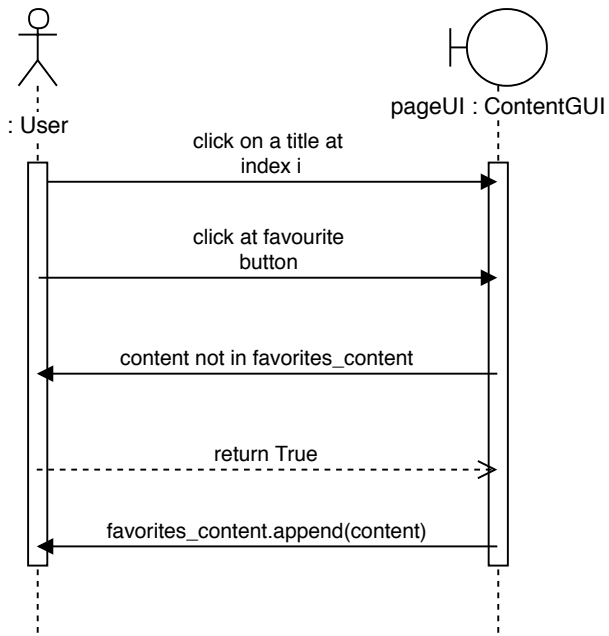 : User
pageUI : ContentGUI
click on a title at
index i
click at favourite
button
content not in favorites_content
return True
favorites_content.append(content)